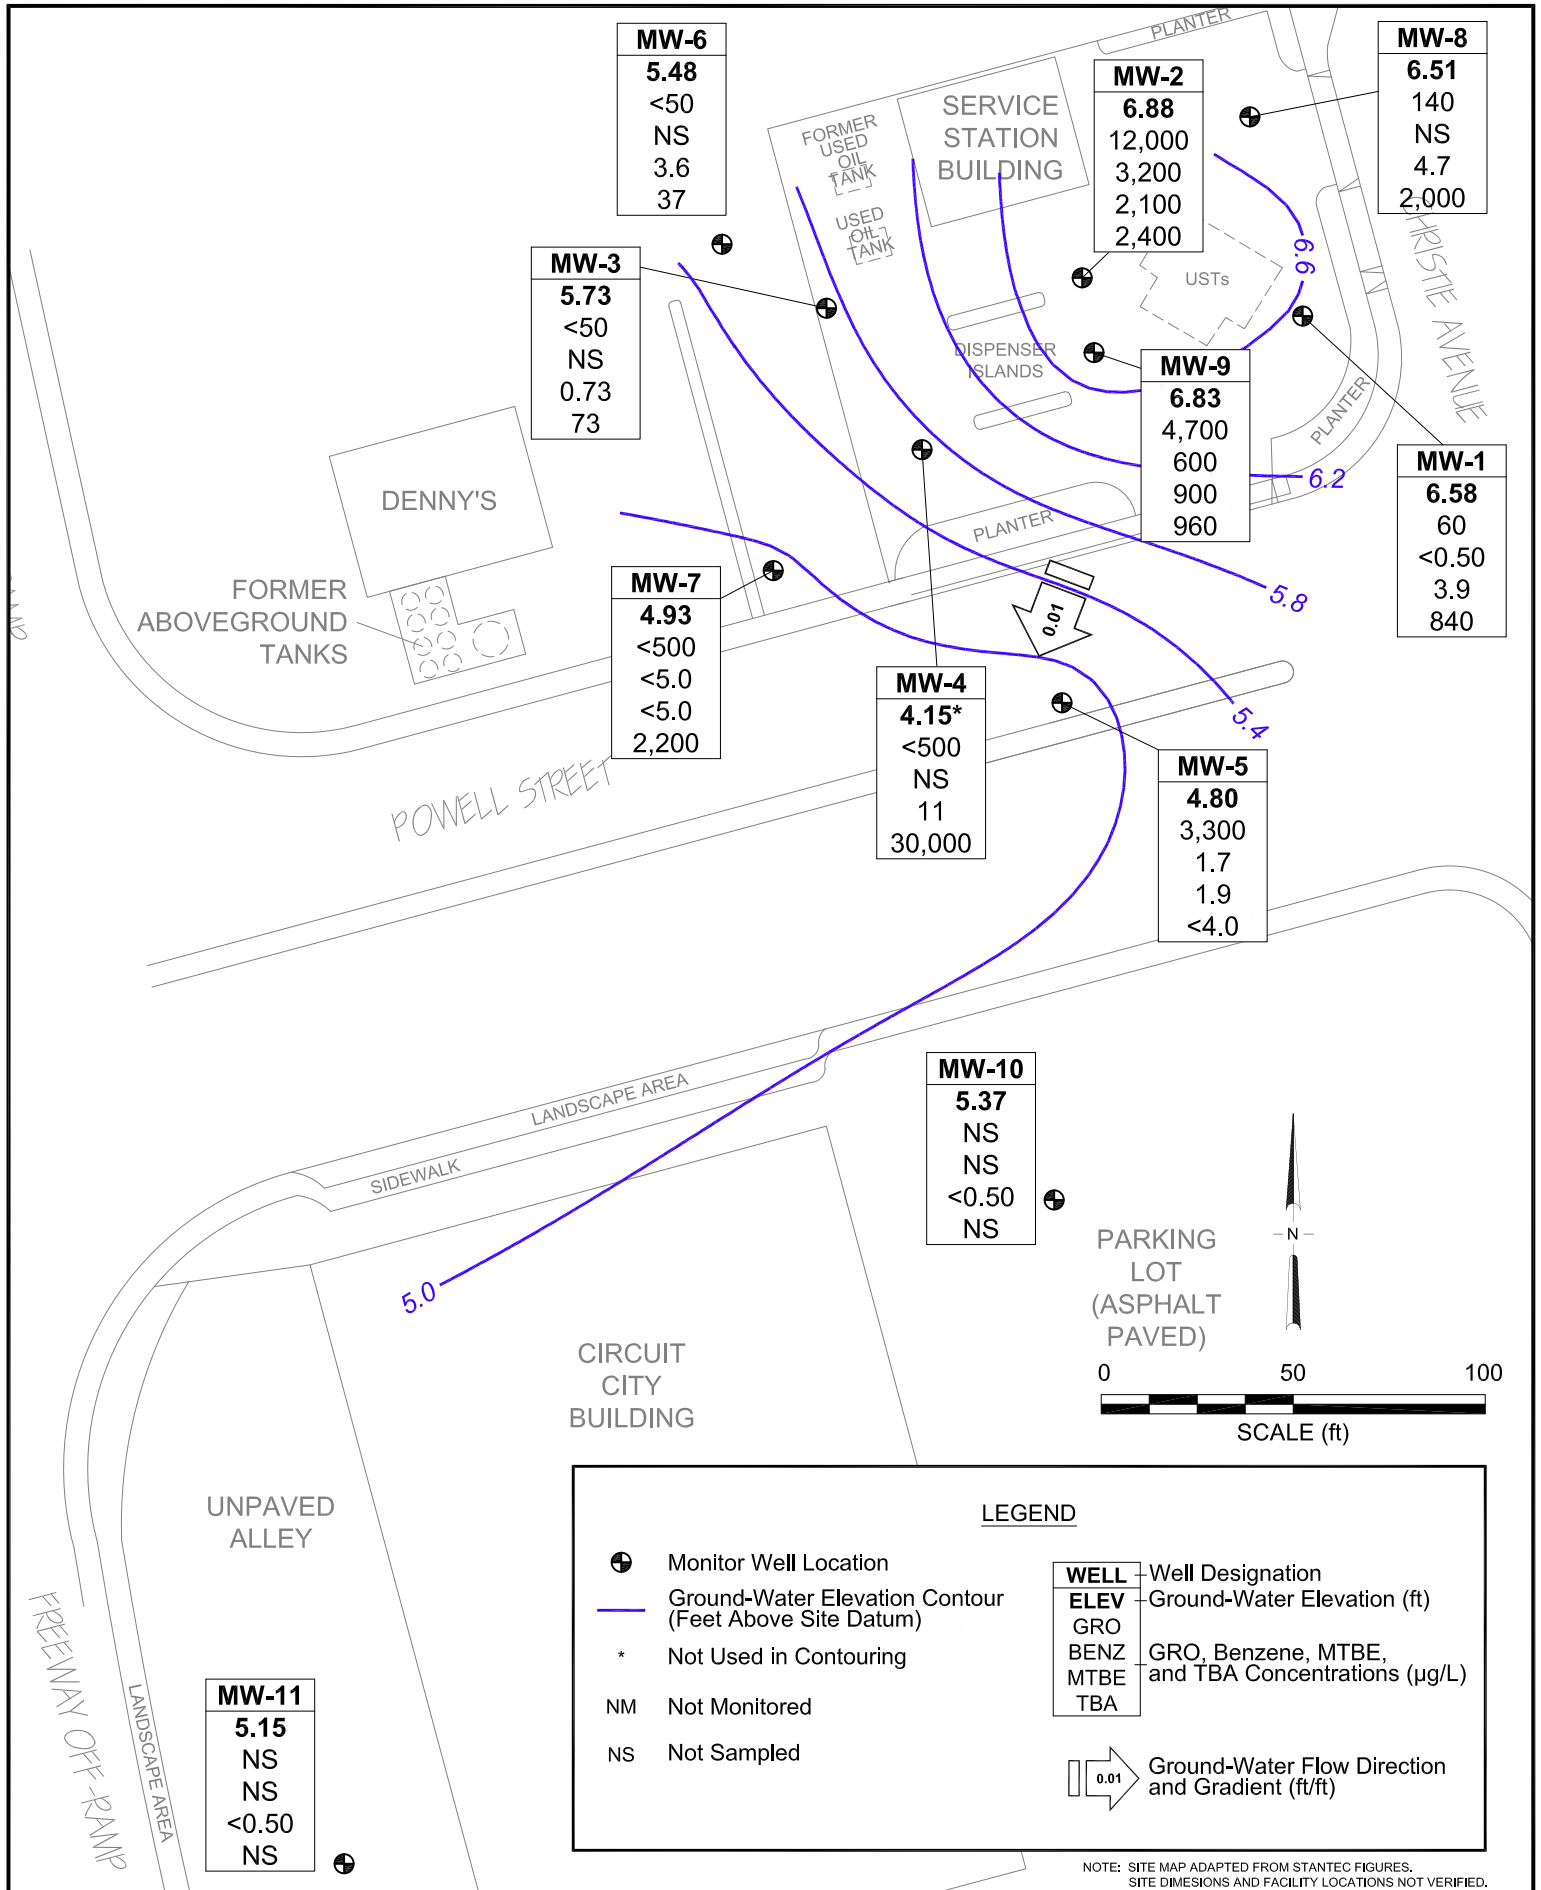 PLANTER
MW-6
5.48
<50
NS
3.6
37
MW-8
6.51
140
NS
4.7
2,000
MW-2
6.88
12,000
3,200
2,100
2,400
SERVICE
STATION
BUILDING
FORMER
USED
OIL
TANK
USED
OIL
TANK
CHRISTIE AVENUE
MW-3
5.73
<50
NS
0.73
73
6.6
USTs
DISPENSER
ISLANDS
MW-9
6.83
4,700
600
900
960
PLANTER
MW-1
6.58
60
<0.50
3.9
840
6.2
DENNY'S
PLANTER
FORMER
ABOVEGROUND
TANKS
MW-7
4.93
<500
<5.0
<5.0
2,200
0.01
5.8
MW-4
4.15*
<500
NS
11
30,000
5.4
MW-5
4.80
3,300
1.7
1.9
<4.0
POWELL STREET
MW-10
5.37
NS
NS
<0.50
NS
LANDSCAPE AREA
SIDEWALK
5.0
N
PARKING
LOT
(ASPHALT
PAVED)
CIRCUIT
CITY
BUILDING
0 50 100
SCALE (ft)
UNPAVED
ALLEY
FREEWAY OFF-RAMP
LANDSCAPE AREA
MW-11
5.15
NS
NS
<0.50
NS
LEGEND
Monitor Well Location
Ground-Water Elevation Contour
(Feet Above Site Datum)
* Not Used in Contouring
NM Not Monitored
NS Not Sampled
WELL Well Designation
ELEV Ground-Water Elevation (ft)
GRO
BENZ
MTBE
TBA
GRO, Benzene, MTBE,
and TBA Concentrations (µg/L)
0.01
Ground-Water Flow Direction
and Gradient (ft/ft)
NOTE: SITE MAP ADAPTED FROM STANTEC FIGURES.
SITE DIMESIONS AND FACILITY LOCATIONS NOT VERIFIED.